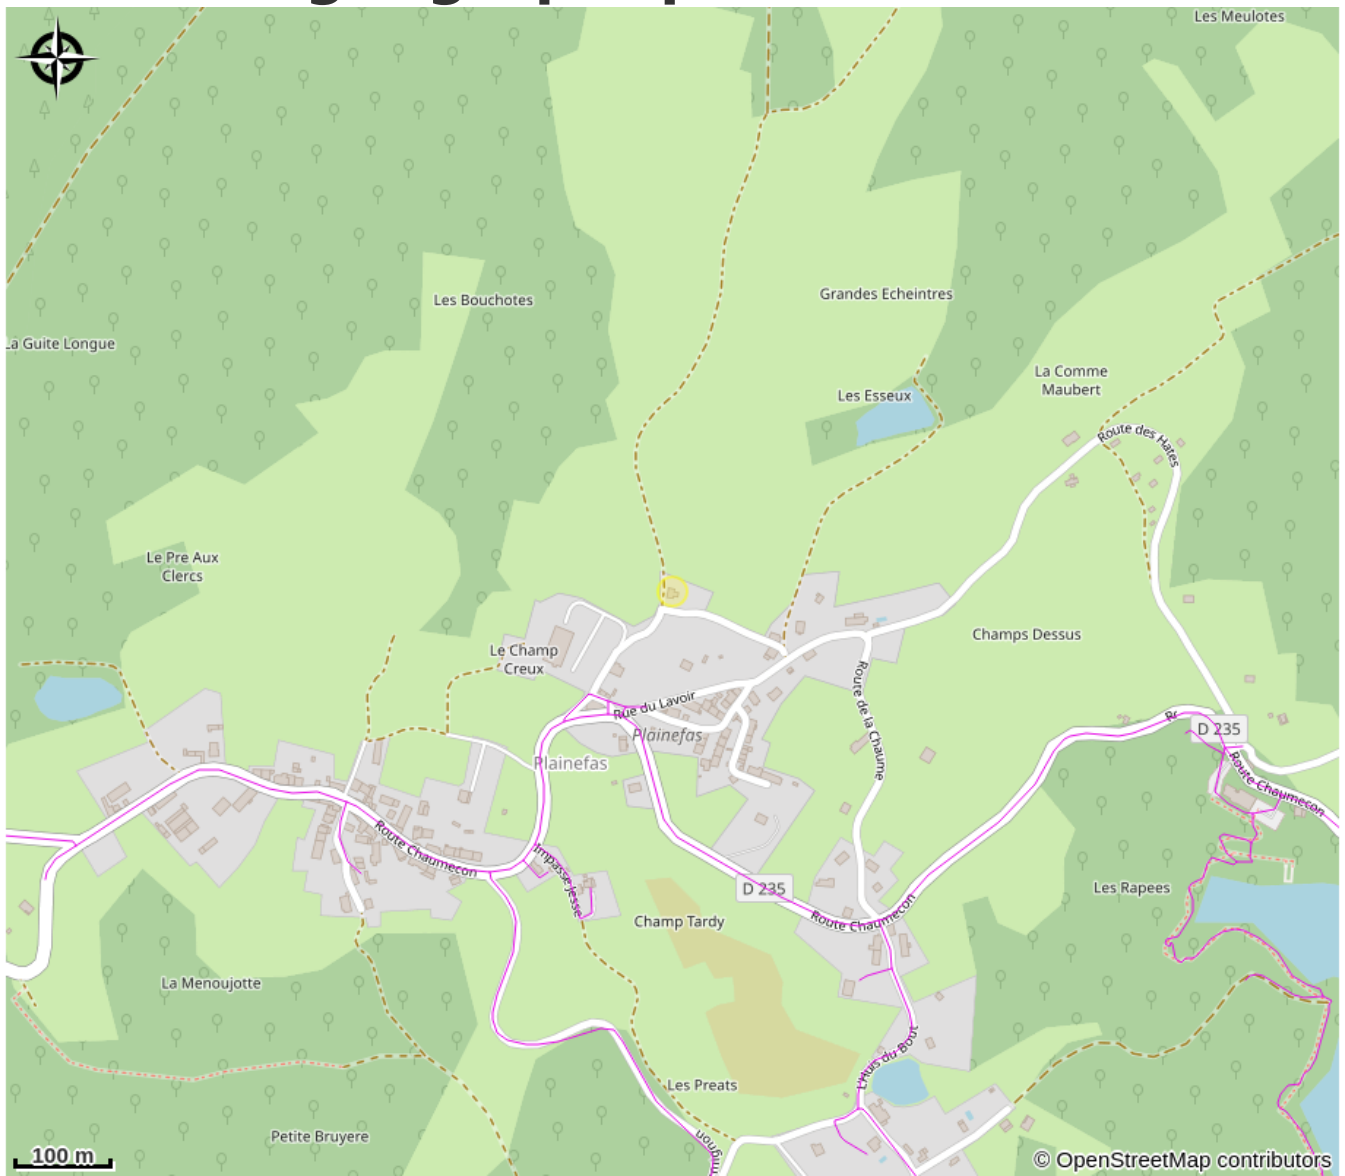 Les Meulotes
Les Bouchotes
Grandes Echeintres
La Guite Longue
La Comme
Maubert
Les Esseux
Route des Hates
Le Pre Aux
Clercs
Champs Dessus
Le Champ
Creux
Route de la Chaume
Rue du Lavoir
Plainefas
Plainefas
D 235
Route Chaumecon
Route Chaumecon
Impasse Jesse
D 235
Les Rapees
Route Chaumecon
Champ Tardy
La Menoujotte
L'Huis du Bout
Les Preats
Petite Bruyere
100 m
© OpenStreetMap contributors